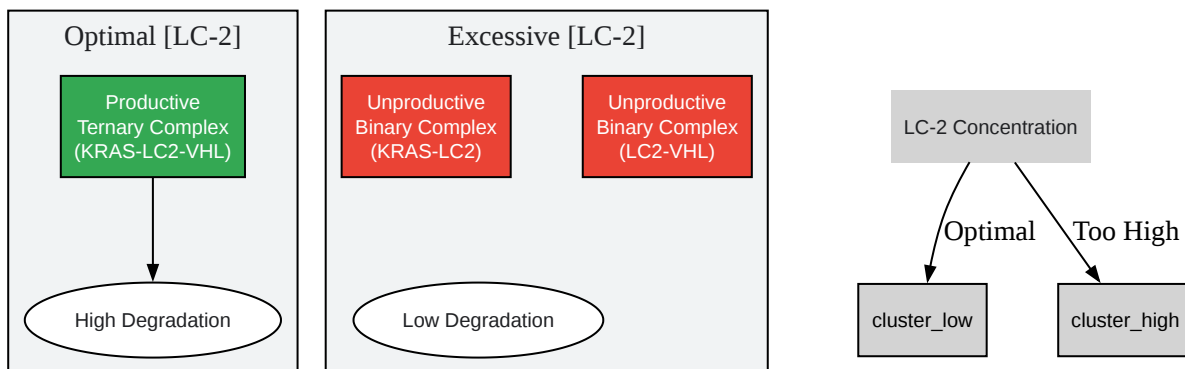 Optimal [LC-2]
Productive
Ternary Complex
(KRAS-LC2-VHL)
High Degradation
Excessive [LC-2]
Unproductive
Binary Complex
(KRAS-LC2)
Unproductive
Binary Complex
(LC2-VHL)
Low Degradation
LC-2 Concentration
Optimal
Too High
cluster_low
cluster_high